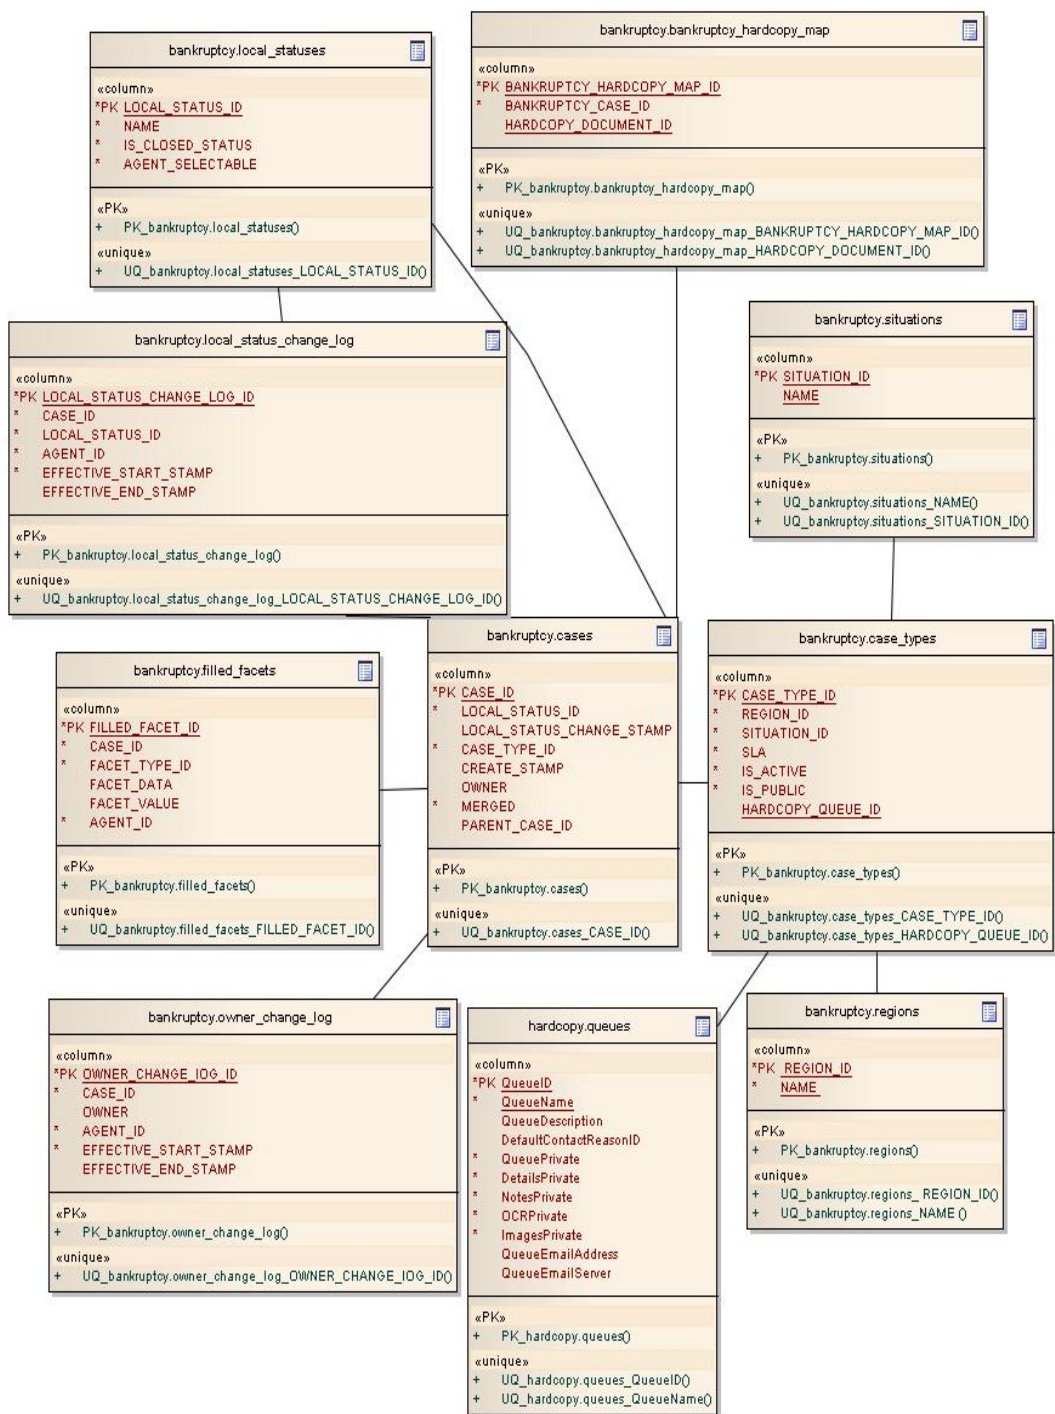 bankruptcy.local_statuses
«column»
*PK LOCAL_STATUS_ID
* NAME
* IS_CLOSED_STATUS
* AGENT_SELECTABLE
«PK»
+ PK_bankruptcy.local_statuses()
«unique»
+ UQ_bankruptcy.local_statuses_LOCAL_STATUS_ID()
bankruptcy.bankruptcy_hardcopy_map
«column»
*PK BANKRUPTCY_HARDCOPY_MAP_ID
* BANKRUPTCY_CASE_ID
HARDCOPY_DOCUMENT_ID
«PK»
+ PK_bankruptcy.bankruptcy_hardcopy_map()
«unique»
+ UQ_bankruptcy.bankruptcy_hardcopy_map_BANKRUPTCY_HARDCOPY_MAP_ID()
+ UQ_bankruptcy.bankruptcy_hardcopy_map_HARDCOPY_DOCUMENT_ID()
bankruptcy.local_status_change_log
«column»
*PK LOCAL_STATUS_CHANGE_LOG_ID
* CASE_ID
* LOCAL_STATUS_ID
* AGENT_ID
* EFFECTIVE_START_STAMP
EFFECTIVE_END_STAMP
«PK»
+ PK_bankruptcy.local_status_change_log()
«unique»
+ UQ_bankruptcy.local_status_change_log_LOCAL_STATUS_CHANGE_LOG_ID()
bankruptcy.situations
«column»
*PK SITUATION_ID
NAME
«PK»
+ PK_bankruptcy.situations()
«unique»
+ UQ_bankruptcy.situations_NAME()
+ UQ_bankruptcy.situations_SITUATION_ID()
bankruptcy.filled_facets
«column»
*PK FILLED_FACET_ID
* CASE_ID
* FACET_TYPE_ID
FACET_DATA
FACET_VALUE
* AGENT_ID
«PK»
+ PK_bankruptcy.filled_facets()
«unique»
+ UQ_bankruptcy.filled_facets_FILLED_FACET_ID()
bankruptcy.cases
«column»
*PK CASE_ID
* LOCAL_STATUS_ID
LOCAL_STATUS_CHANGE_STAMP
* CASE_TYPE_ID
CREATE_STAMP
OWNER
* MERGED
PARENT_CASE_ID
«PK»
+ PK_bankruptcy.cases()
«unique»
+ UQ_bankruptcy.cases_CASE_ID()
bankruptcy.case_types
«column»
*PK CASE_TYPE_ID
* REGION_ID
* SITUATION_ID
* SLA
* IS_ACTIVE
* IS_PUBLIC
HARDCOPY_QUEUE_ID
«PK»
+ PK_bankruptcy.case_types()
«unique»
+ UQ_bankruptcy.case_types_CASE_TYPE_ID()
+ UQ_bankruptcy.case_types_HARDCOPY_QUEUE_ID()
bankruptcy.owner_change_log
«column»
*PK OWNER_CHANGE_lOG_ID
* CASE_ID
OWNER
* AGENT_ID
* EFFECTIVE_START_STAMP
EFFECTIVE_END_STAMP
«PK»
+ PK_bankruptcy.owner_change_log()
«unique»
+ UQ_bankruptcy.owner_change_log_OWNER_CHANGE_lOG_ID()
hardcopy.queues
«column»
*PK QueueID
* QueueName
QueueDescription
DefaultContactReasonID
* QueuePrivate
* DetailsPrivate
* NotesPrivate
* OCRPrivate
* ImagesPrivate
QueueEmailAddress
QueueEmailServer
«PK»
+ PK_hardcopy.queues()
«unique»
+ UQ_hardcopy.queues_QueueID()
+ UQ_hardcopy.queues_QueueName()
bankruptcy.regions
«column»
*PK REGION_ID
* NAME
«PK»
+ PK_bankruptcy.regions()
«unique»
+ UQ_bankruptcy.regions_ REGION_ID()
+ UQ_bankruptcy.regions_NAME ()